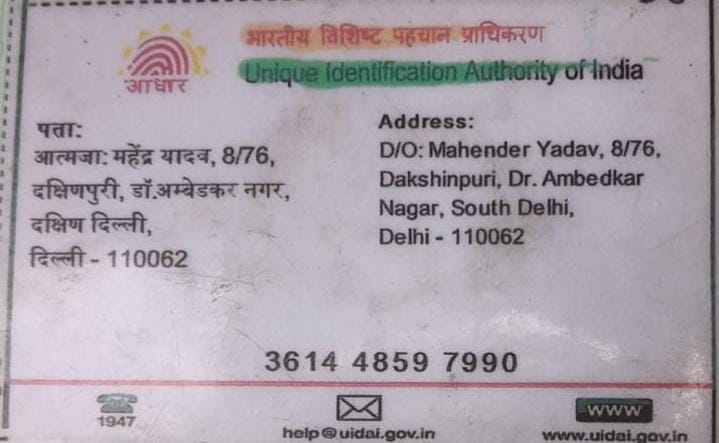 भारतीय विशिष्ट पहचान प्राधिकरण
Unique Identification Authority of India
आधार
पता:
आत्मजा: महेंद्र यादव, 8/76,
दक्षिणपुरी, डॉ.अम्बेडकर नगर,
दक्षिण दिल्ली,
दिल्ली - 110062
Address:
D/O: Mahender Yadav, 8/76,
Dakshinpuri, Dr. Ambedkar
Nagar, South Delhi,
Delhi - 110062
3614 4859 7990
1947
help@uidai.gov.in
www
www.uidai.gov.in